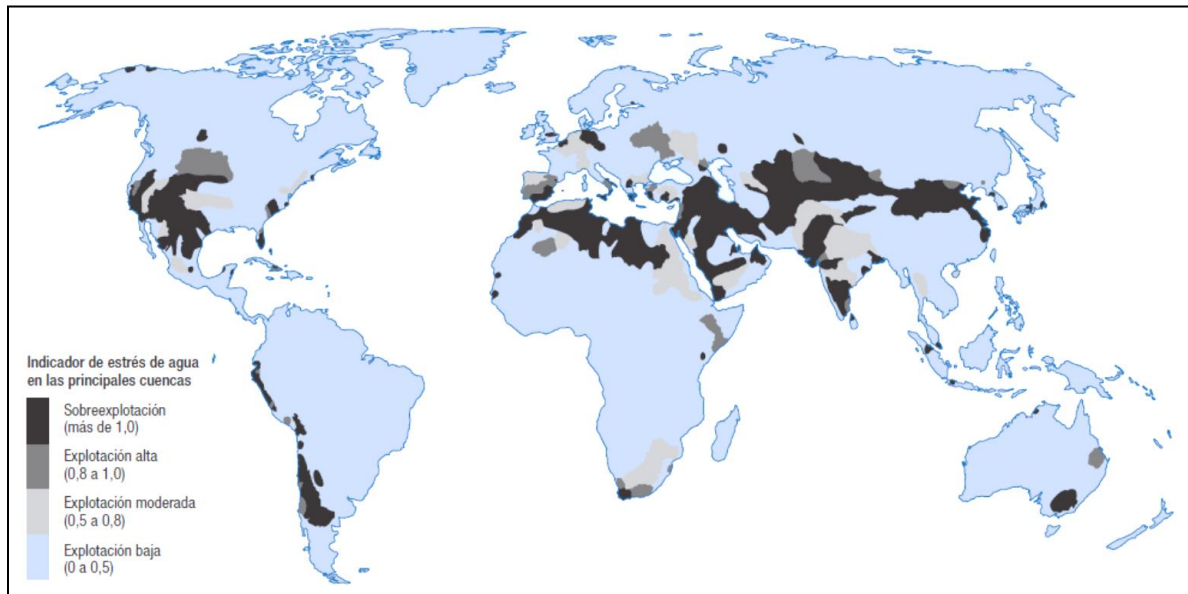 Indicador de estrés de agua
en las principales cuencas
Sobreexplotación
(más de 1,0)
Explotación alta
(0,8 a 1,0)
Explotación moderada
(0,5 a 0,8)
Explotación baja
(0 a 0,5)